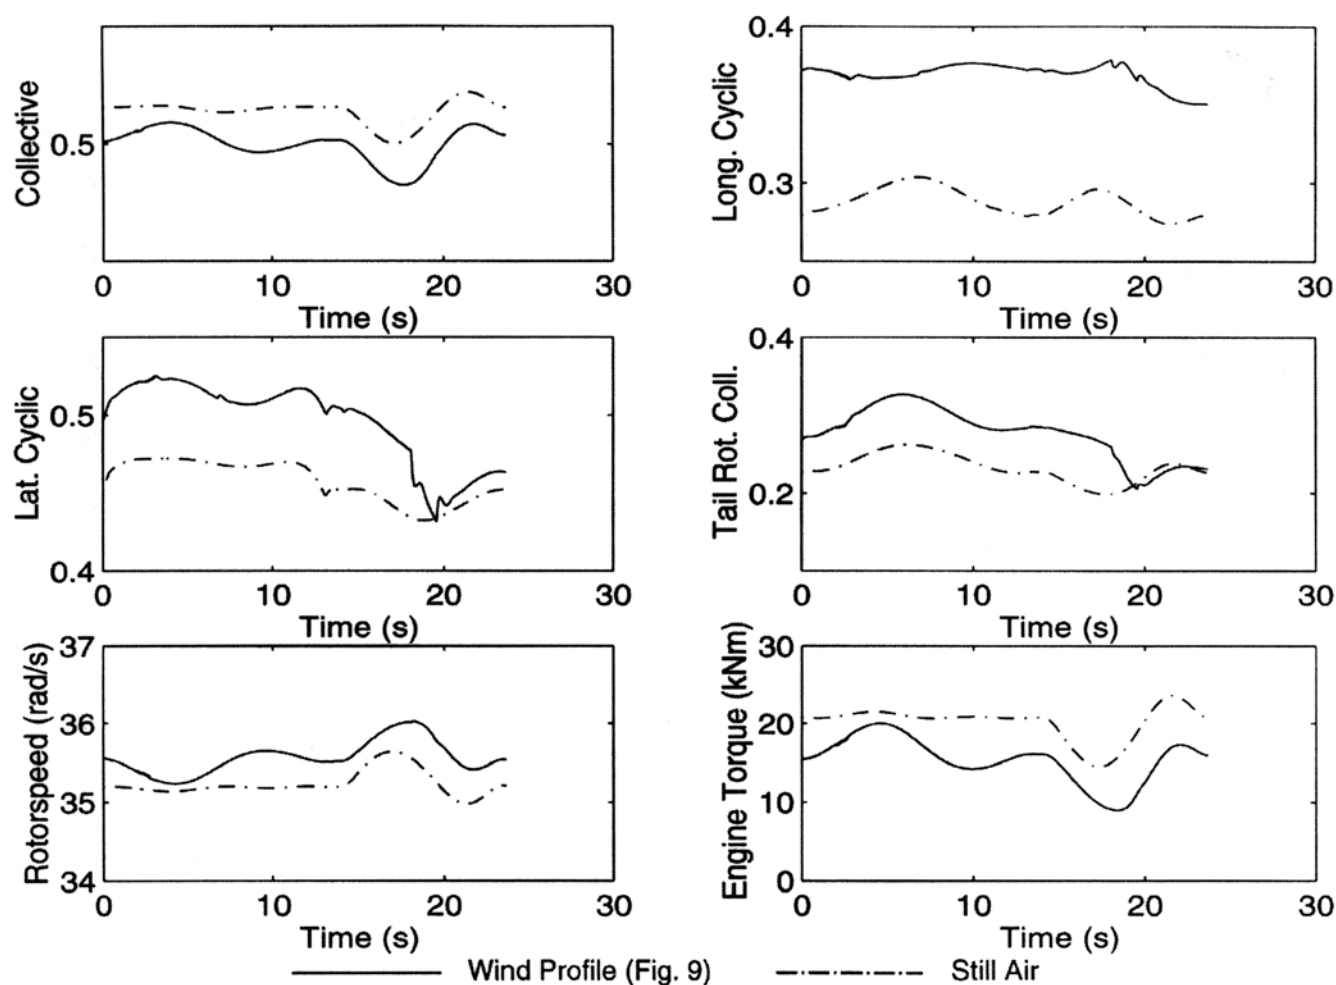 Collective
0.5
0 10 20 30
Time (s)
Long. Cyclic
0.4
0.3
0 10 20 30
Time (s)
Lat. Cyclic
0.5
0.4
0 10 20 30
Time (s)
Tail Rot. Coll.
0.4
0.2
0 10 20 30
Time (s)
Rotorspeed (rad/s)
37
36
35
34
0 10 20 30
Time (s)
Engine Torque (kNm)
30
20
10
0
0 10 20 30
Time (s)
Wind Profile (Fig. 9)
Still Air